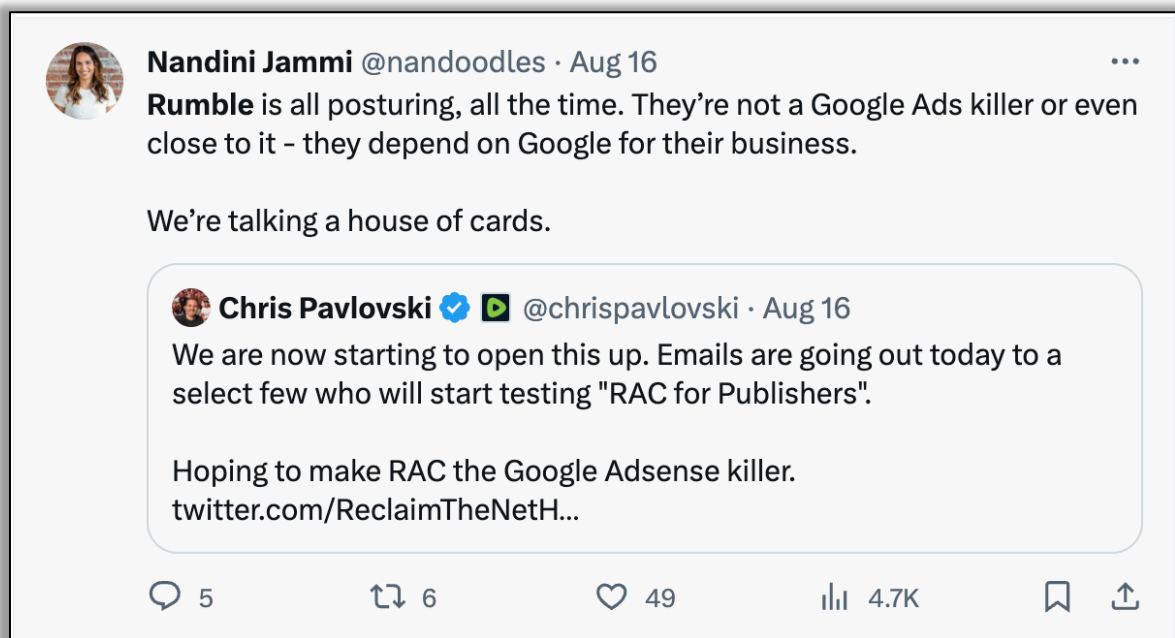 Nandini Jammi @nandoodles · Aug 16
Rumble is all posturing, all the time. They’re not a Google Ads killer or even
close to it - they depend on Google for their business.
We’re talking a house of cards.
Chris Pavlovski @chrispavlovski · Aug 16
We are now starting to open this up. Emails are going out today to a
select few who will start testing "RAC for Publishers".
Hoping to make RAC the Google Adsense killer.
twitter.com/ReclaimTheNetH...
5 6 49 4.7K